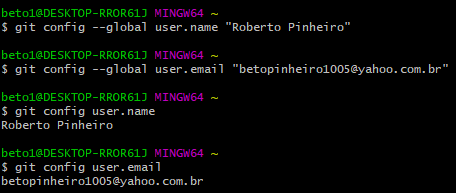 beto1@DESKTOP-RROR61J MINGW64 ~
$ git config --global user.name "Roberto Pinheiro"
beto1@DESKTOP-RROR61J MINGW64 ~
$ git config --global user.email "betopinheiro1005@yahoo.com.br"
beto1@DESKTOP-RROR61J MINGW64 ~
$ git config user.name
Roberto Pinheiro
beto1@DESKTOP-RROR61J MINGW64 ~
$ git config user.email
betopinheiro1005@yahoo.com.br